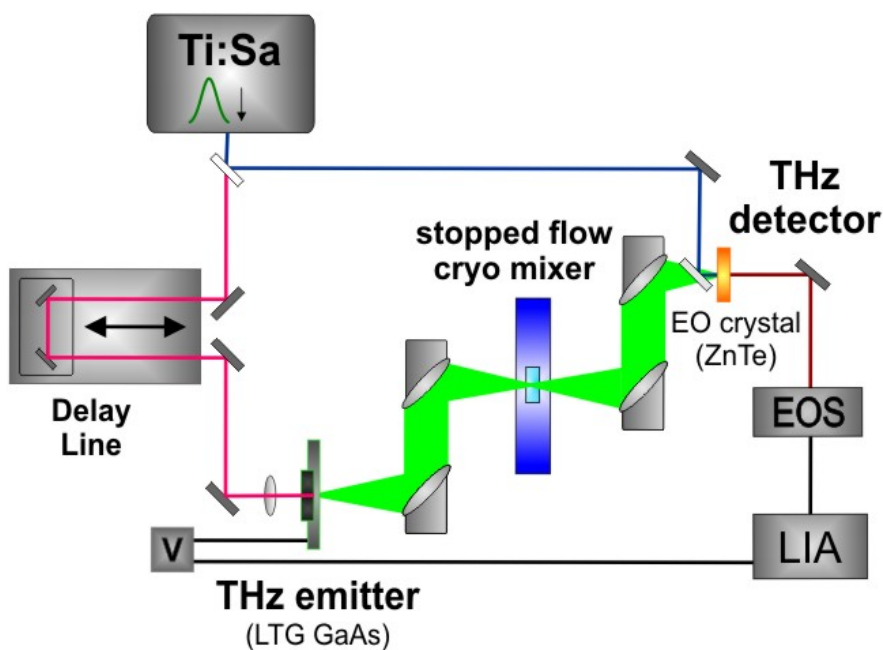 Ti:Sa
THz
detector
stopped flow
cryo mixer
EO crystal
(ZnTe)
Delay
Line
EOS
V
LIA
THz emitter
(LTG GaAs)